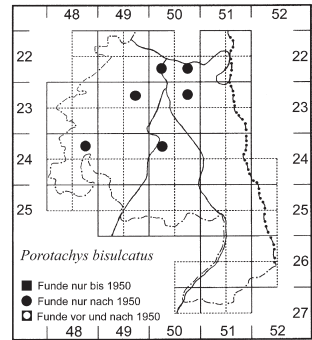 48 49 50 51 52
22 22
23 23
24 24
25 25
Porotachys bisulcatus
26
Funde nur bis 1950
Funde nur nach 1950
Funde vor und nach 1950
27
48 49 50 51 52